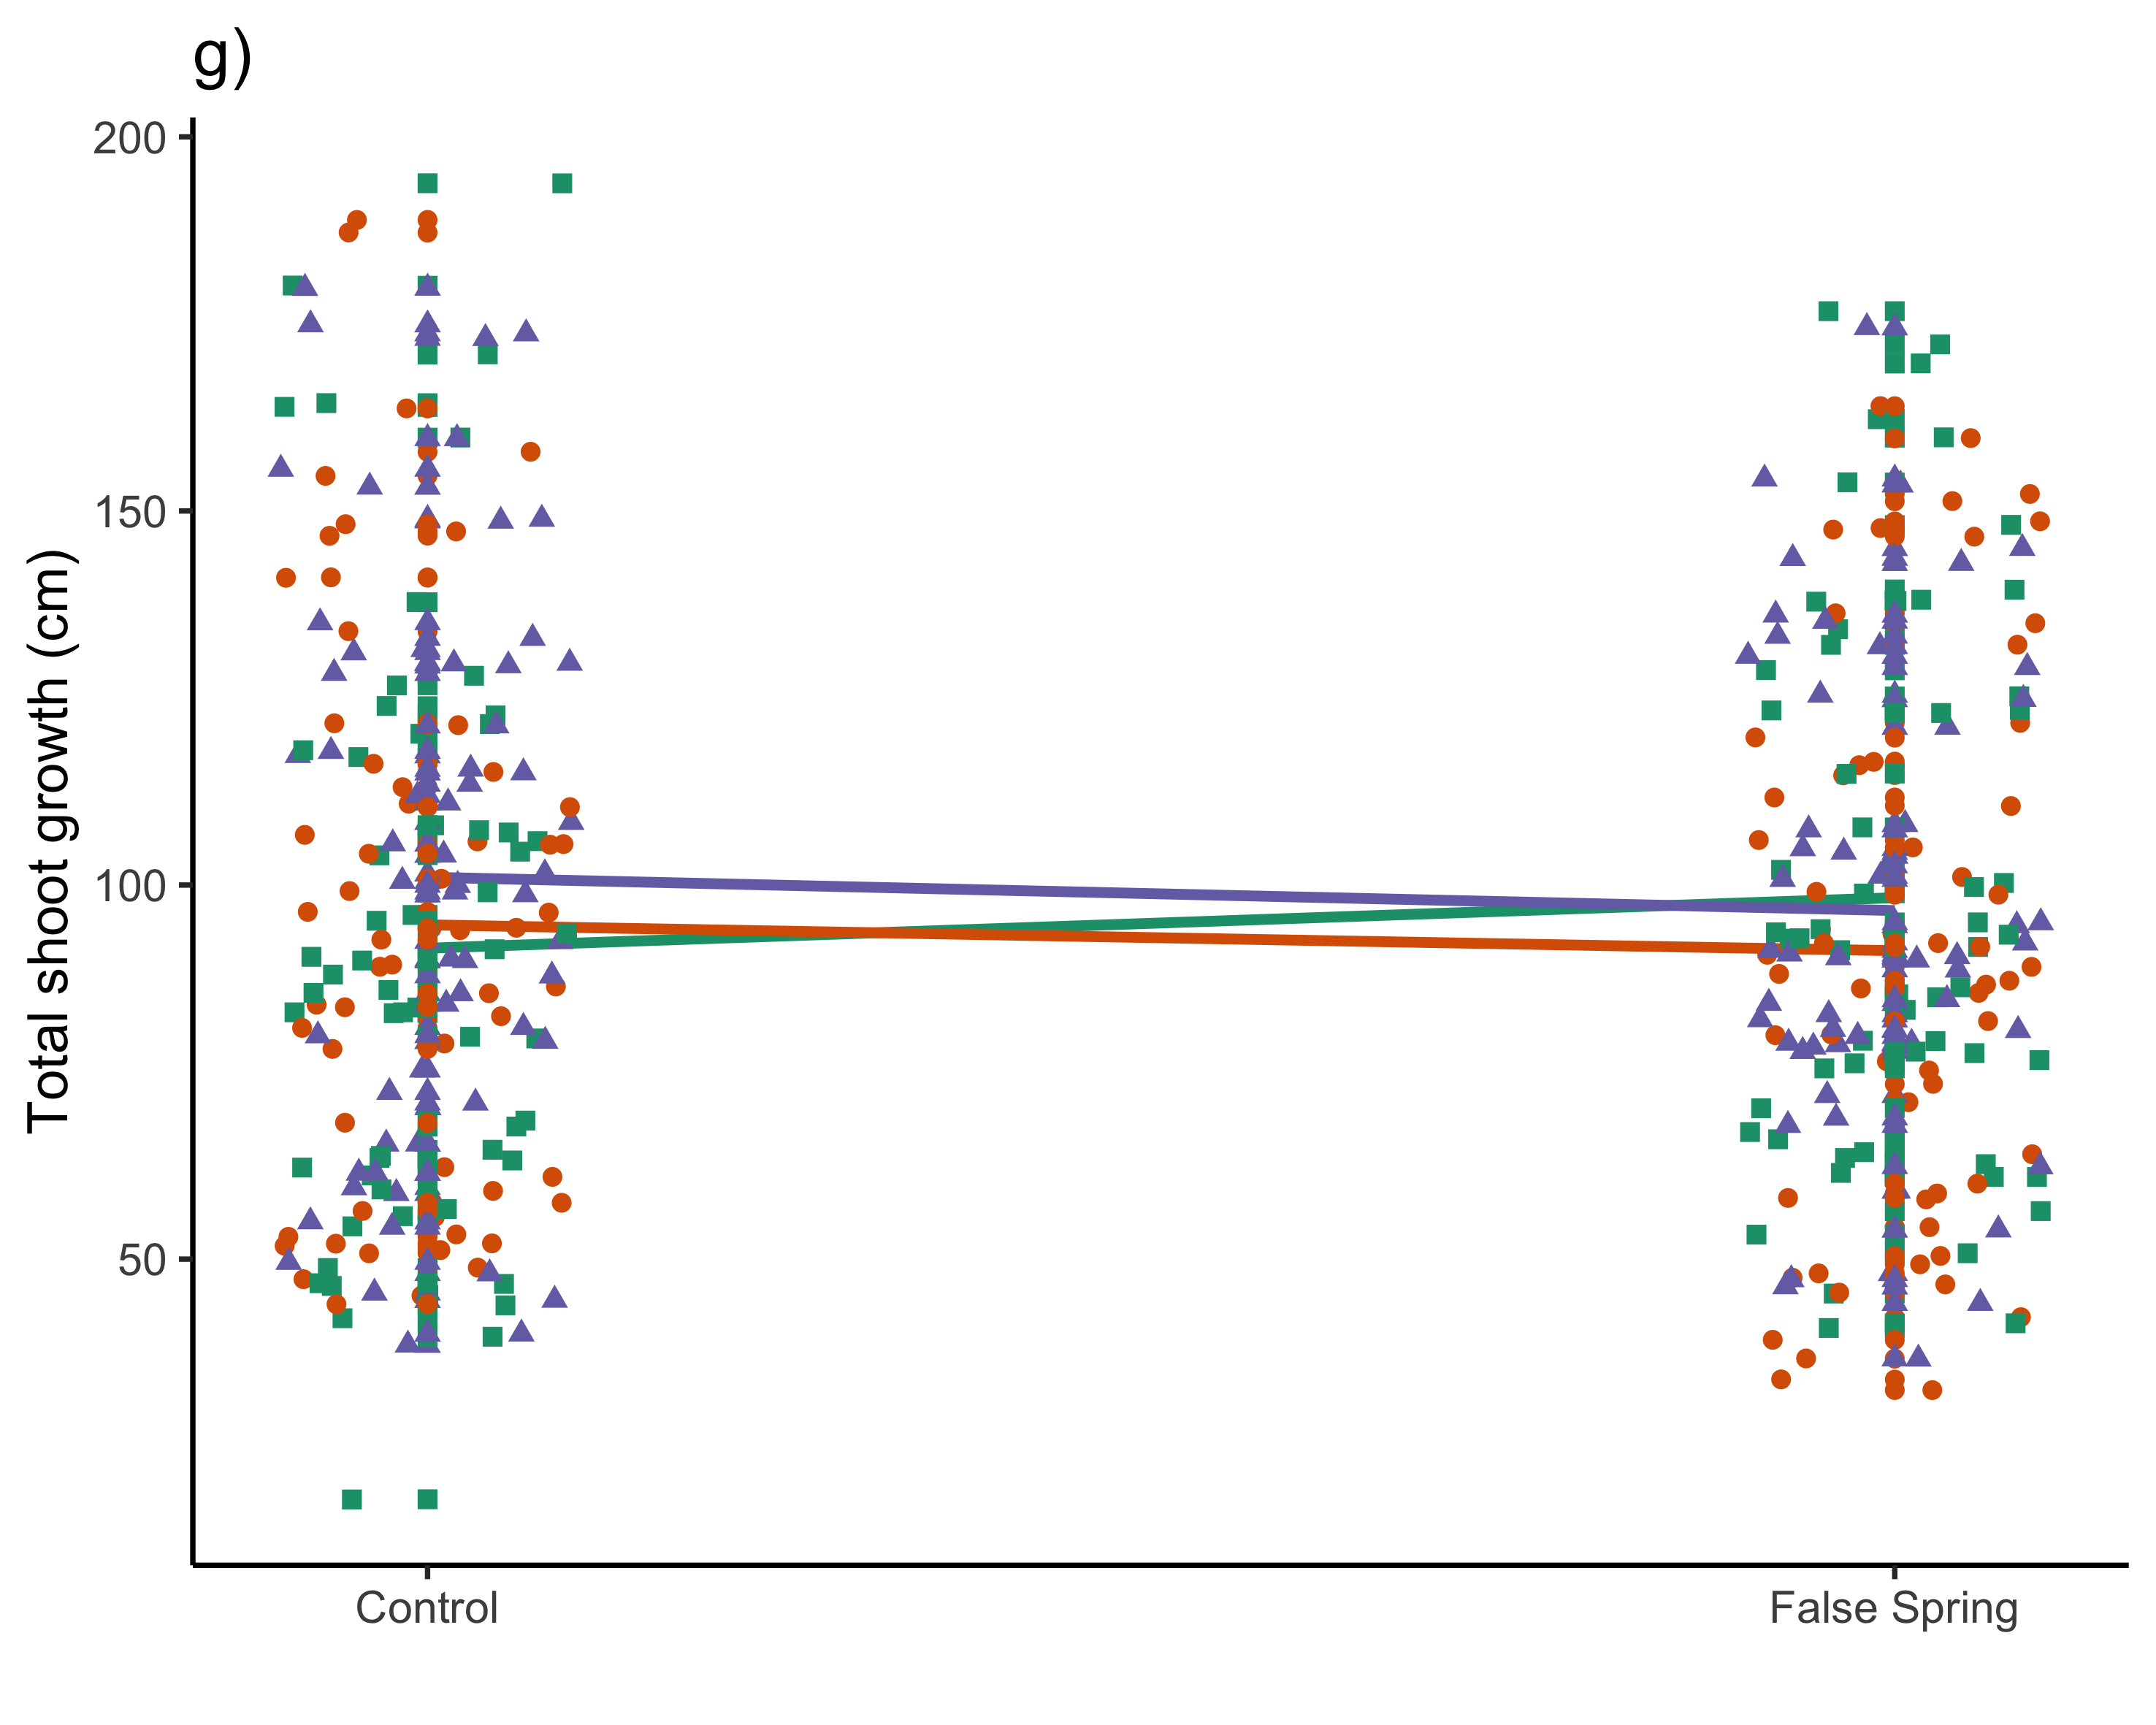 g)
Total shoot growth (cm)
200
150
100
50
Control
False Spring